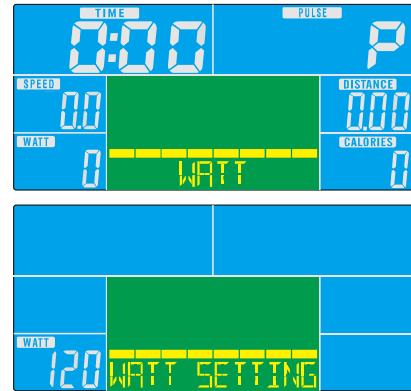 TIME PULSE
0:00 P
SPEED DISTANCE
0.0 0.00
WATT CALORIES
0 0
WATT
WATT
120
WATT SETTING